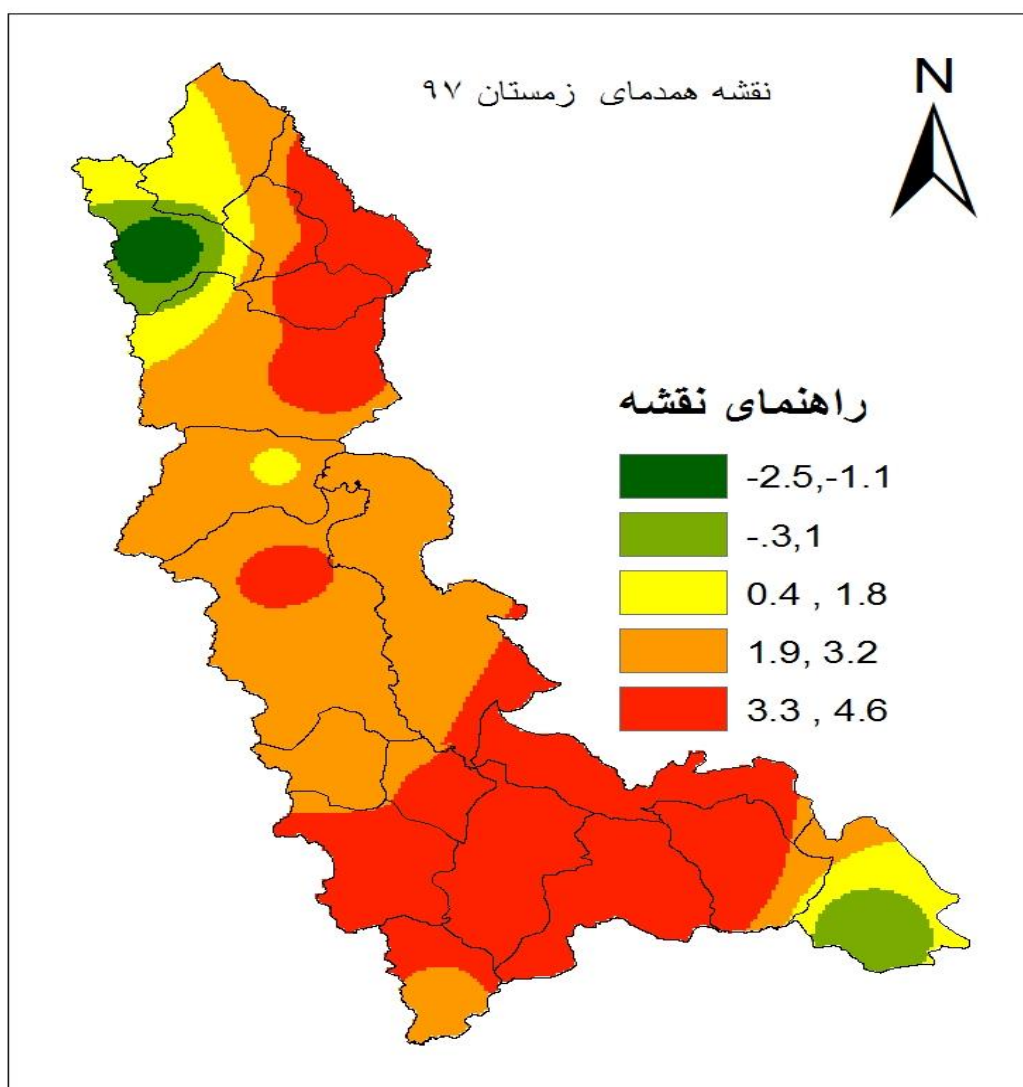 نقشه همدمای زمستان ۹۷
N
راهنمای نقشه
-2.5,-1.1
-.3,1
0.4 , 1.8
1.9, 3.2
3.3 , 4.6